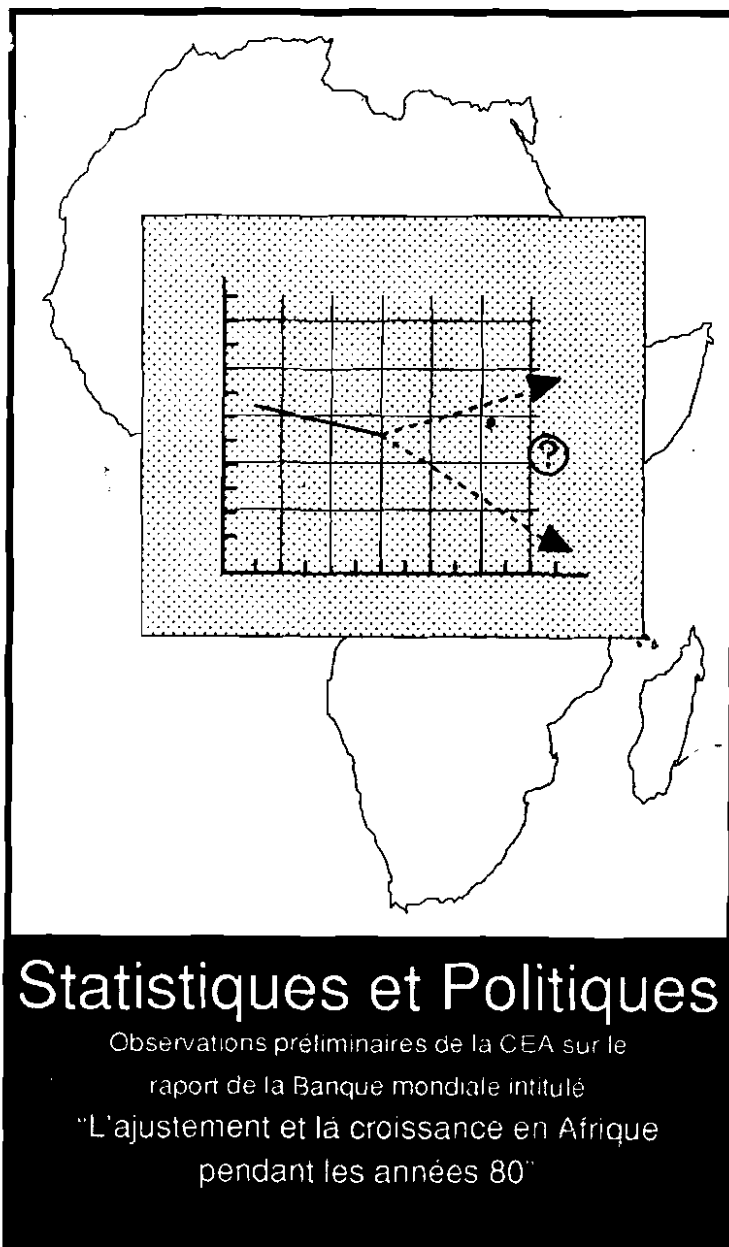 ?
Statistiques et Politiques
Observations préliminaires de la CEA sur le
raport de la Banque mondiale intitulé
"L'ajustement et la croissance en Afrique
pendant les années 80"